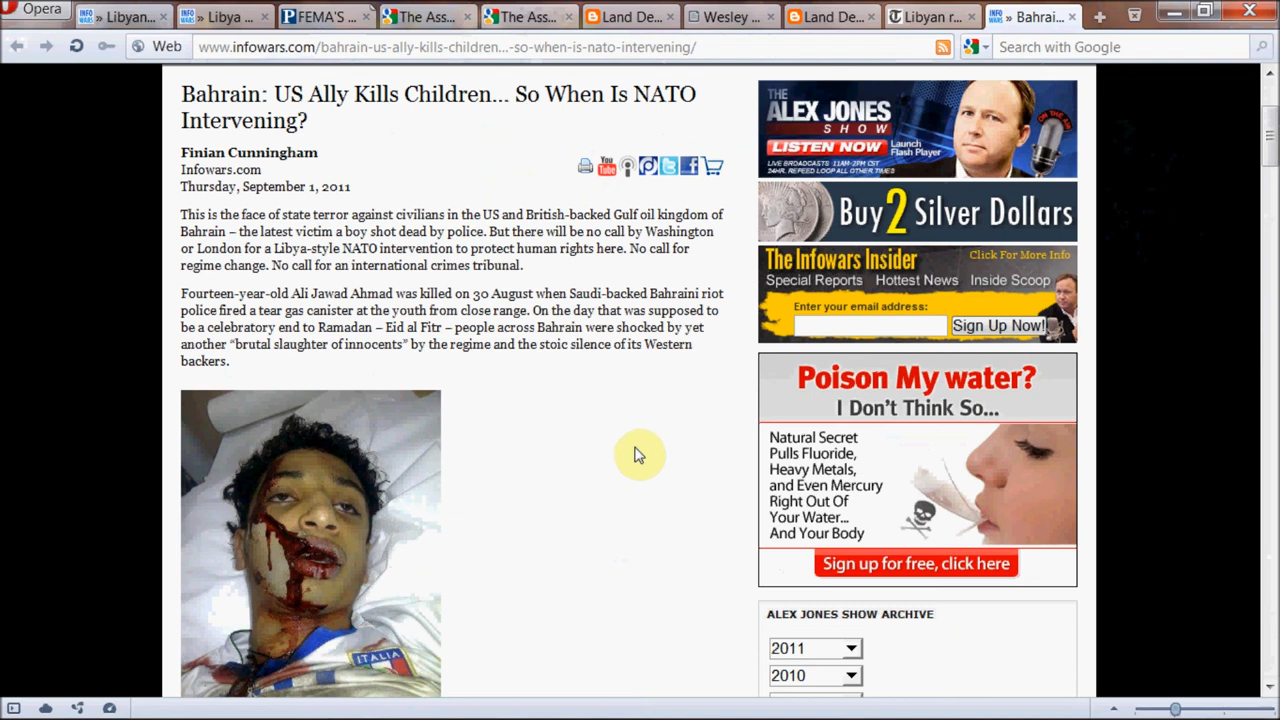 Opera
» Libyan...
» Libya ...
FEMA'S ...
The Ass...
The Ass...
Land De...
Wesley ...
Land De...
Libyan r...
» Bahrai...
Web
www.infowars.com/bahrain-us-ally-kills-children...-so-when-is-nato-intervening/
Search with Google
Bahrain: US Ally Kills Children... So When Is NATO
Intervening?
Finian Cunningham
Infowars.com
Thursday, September 1, 2011
You
Tube
This is the face of state terror against civilians in the US and British-backed Gulf oil kingdom of
Bahrain – the latest victim a boy shot dead by police. But there will be no call by Washington
or London for a Libya-style NATO intervention to protect human rights here. No call for
regime change. No call for an international crimes tribunal.
Fourteen-year-old Ali Jawad Ahmad was killed on 30 August when Saudi-backed Bahraini riot
police fired a tear gas canister at the youth from close range. On the day that was supposed to
be a celebratory end to Ramadan – Eid al Fitr – people across Bahrain were shocked by yet
another “brutal slaughter of innocents” by the regime and the stoic silence of its Western
backers.
ITALIA
THE
ALEX JONES
SHOW
LISTEN NOW
Launch
Flash Player
LIVE BROADCASTS: 11AM-2PM CST
24HR. REFEED LOOP ALL OTHER TIMES
ON THE AIR
Buy 2 Silver Dollars
The Infowars Insider
Click For More Info
Special Reports Hottest News Inside Scoop
Enter your email address:
Sign Up Now!
Poison My water?
I Don't Think So...
Natural Secret
Pulls Fluoride,
Heavy Metals,
and Even Mercury
Right Out Of
Your Water...
And Your Body
Sign up for free, click here
ALEX JONES SHOW ARCHIVE
2011
2010